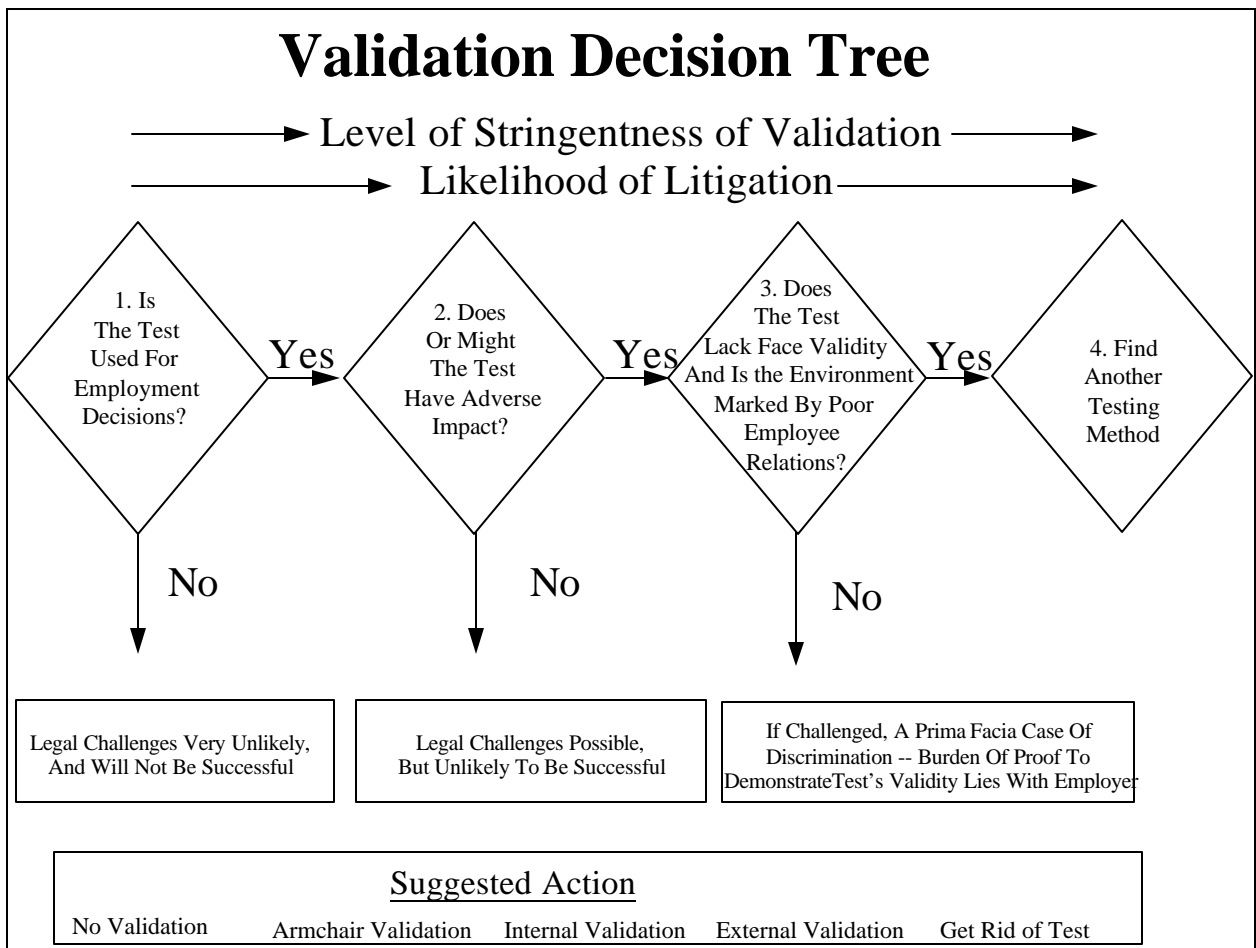 Validation Decision Tree
Level of Stringentness of Validation
Likelihood of Litigation
1. Is
The Test
Used For
Employment
Decisions?
Yes
2. Does
Or Might
The Test
Have Adverse
Impact?
Yes
3. Does
The Test
Lack Face Validity
And Is the Environment
Marked By Poor
Employee
Relations?
Yes
4. Find
Another
Testing
Method
No
No
No
Legal Challenges Very Unlikely,
And Will Not Be Successful
Legal Challenges Possible,
But Unlikely To Be Successful
If Challenged, A Prima Facia Case Of
Discrimination -- Burden Of Proof To
DemonstrateTest's Validity Lies With Employer
Suggested Action
No Validation
Armchair Validation
Internal Validation
External Validation
Get Rid of Test